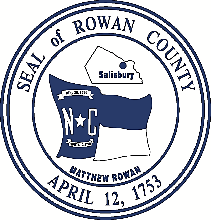 SEAL of ROWAN COUNTY
Salisbury
N★C
MATTHEW ROWAN
APRIL 12, 1753